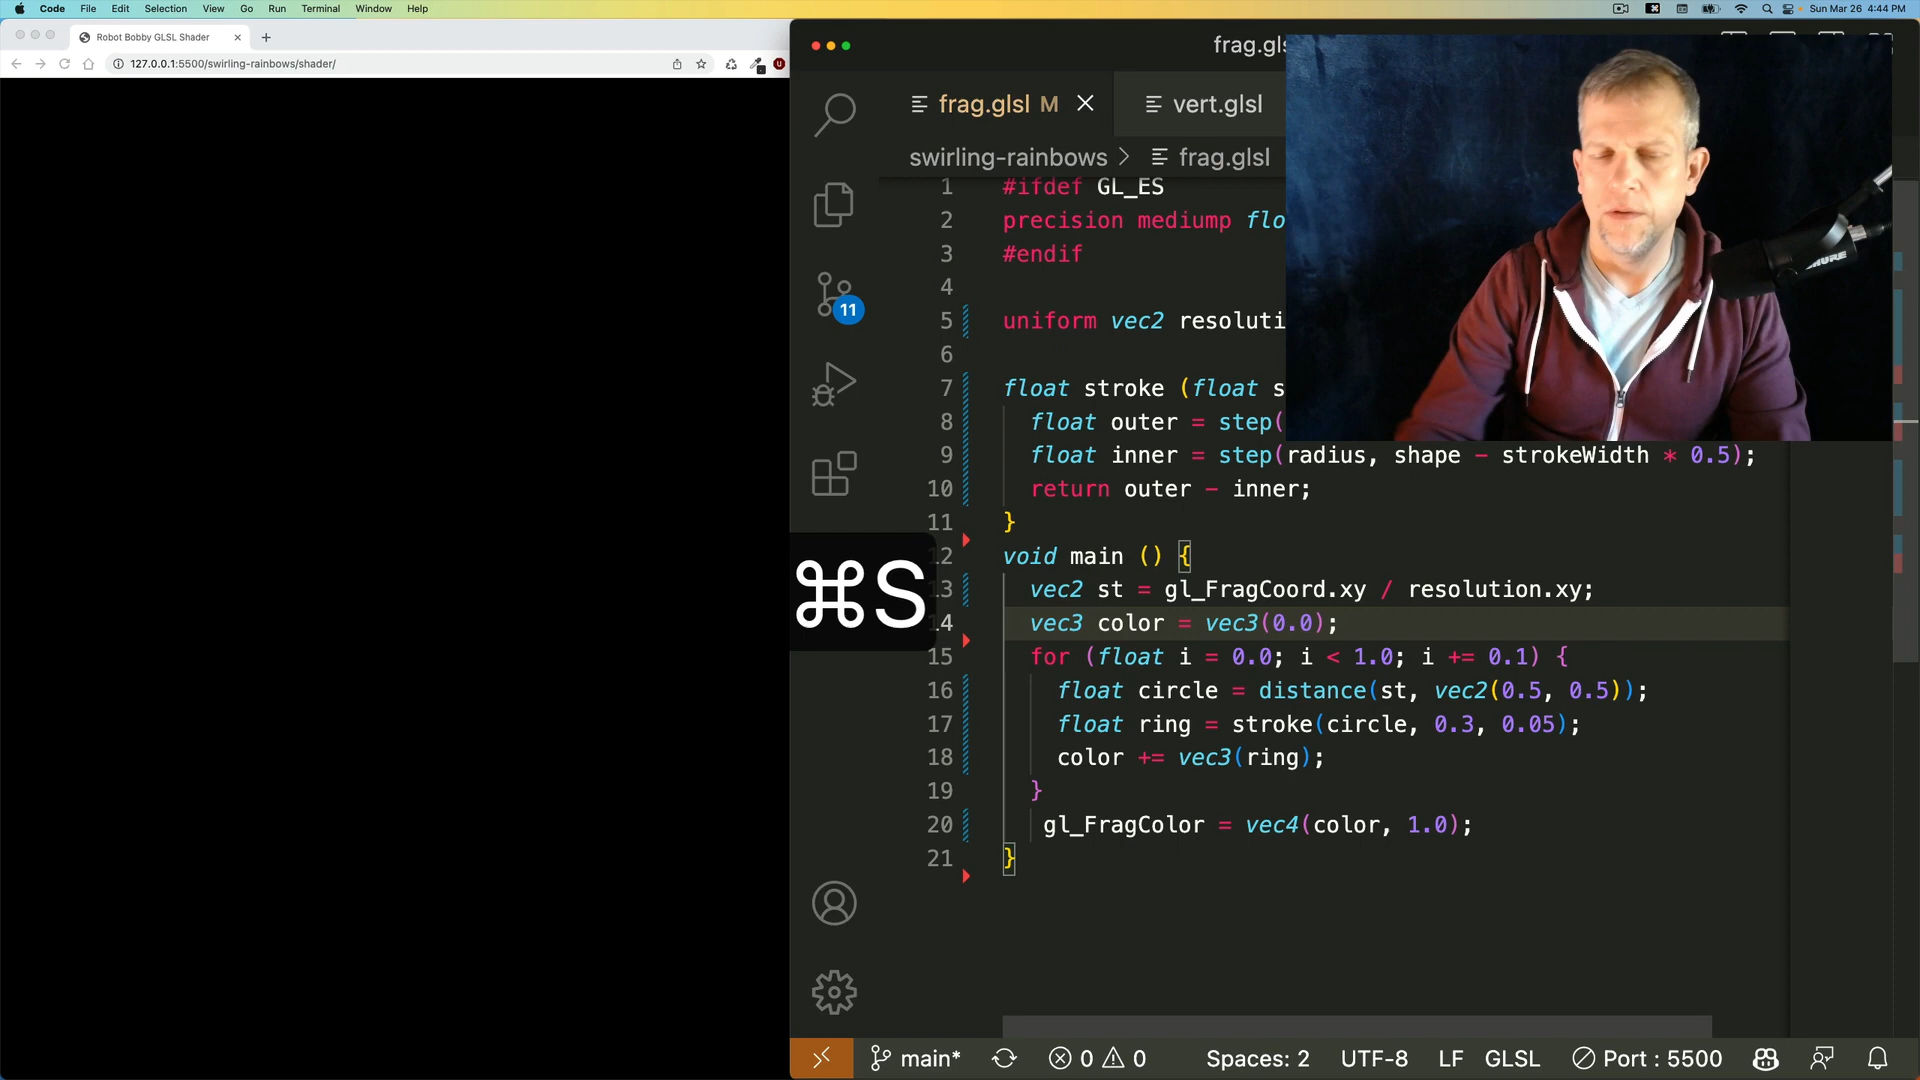 Code File Edit Selection View Go Run Terminal Window Help Sun Mar 26 4:44 PM
Robot Bobby GLSL Shader
127.0.0.1:5500/swirling-rainbows/shader/
frag.gls
frag.glsl M
vert.glsl
swirling-rainbows > frag.glsl
1 #ifdef GL_ES
2 precision mediump flo
3 #endif
4
5 uniform vec2 resoluti
6
7 float stroke (float s
8 float outer = step(
9 float inner = step(radius, shape - strokeWidth * 0.5);
10 return outer - inner;
11 }
12 void main () {
13 vec2 st = gl_FragCoord.xy / resolution.xy;
14 vec3 color = vec3(0.0);
15 for (float i = 0.0; i < 1.0; i += 0.1) {
16 float circle = distance(st, vec2(0.5, 0.5));
17 float ring = stroke(circle, 0.3, 0.05);
18 color += vec3(ring);
19 }
20 gl_FragColor = vec4(color, 1.0);
21 }
11
⌘S
SHURE
main* 0 0 Spaces: 2 UTF-8 LF GLSL Port : 5500